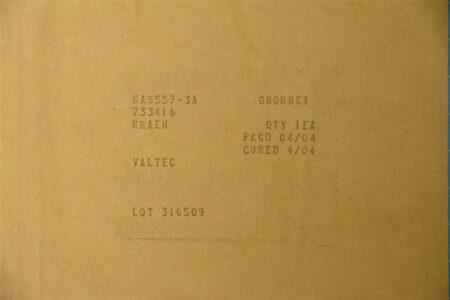 NAS557-3A GROMMET
733416
MMAEH QTY 1EA
PKGD 04/04
CURED 4/04
VALTEC
LOT 316509